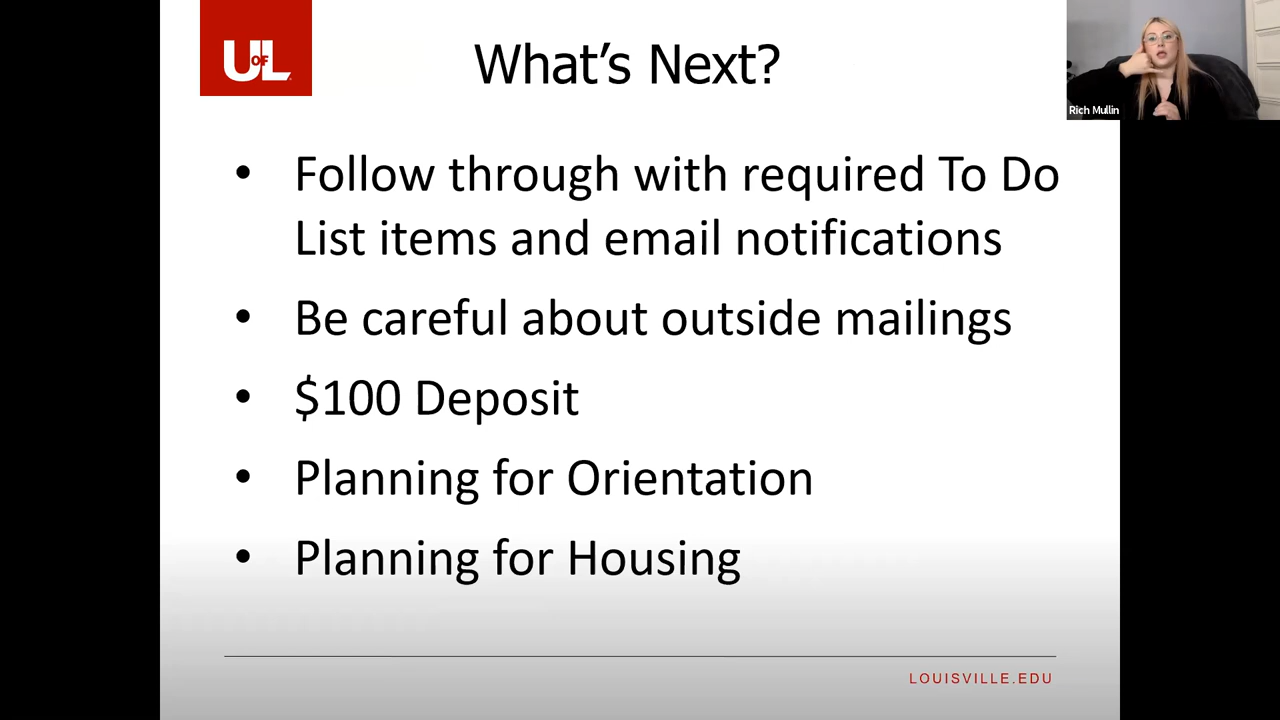 UofL
What's Next?
Rich Mullin
• Follow through with required To Do
List items and email notifications
• Be careful about outside mailings
• $100 Deposit
• Planning for Orientation
• Planning for Housing
LOUISVILLE.EDU